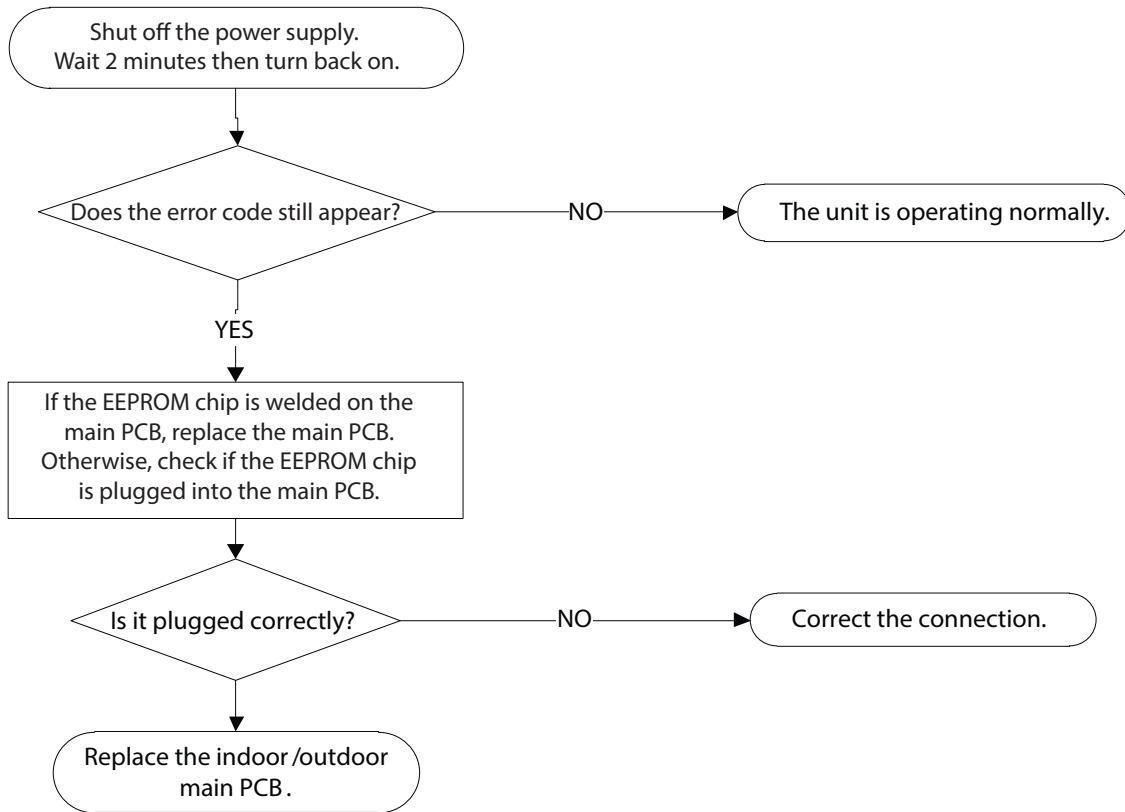 Shut off the power supply.
Wait 2 minutes then turn back on.
Does the error code still appear?
NO
The unit is operating normally.
YES
If the EEPROM chip is welded on the
main PCB, replace the main PCB.
Otherwise, check if the EEPROM chip
is plugged into the main PCB.
Is it plugged correctly?
NO
Correct the connection.
Replace the indoor/outdoor
main PCB.